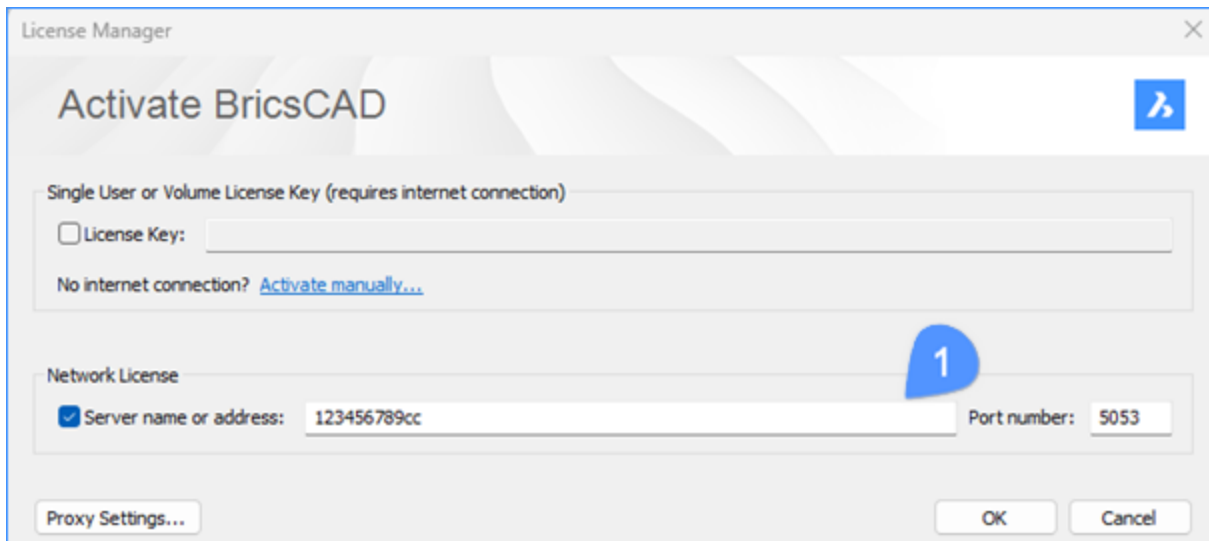 License Manager
Activate BricsCAD
Single User or Volume License Key (requires internet connection)
License Key:
No internet connection? Activate manually...
1
Network License
Server name or address: 123456789cc Port number: 5053
Proxy Settings... OK Cancel